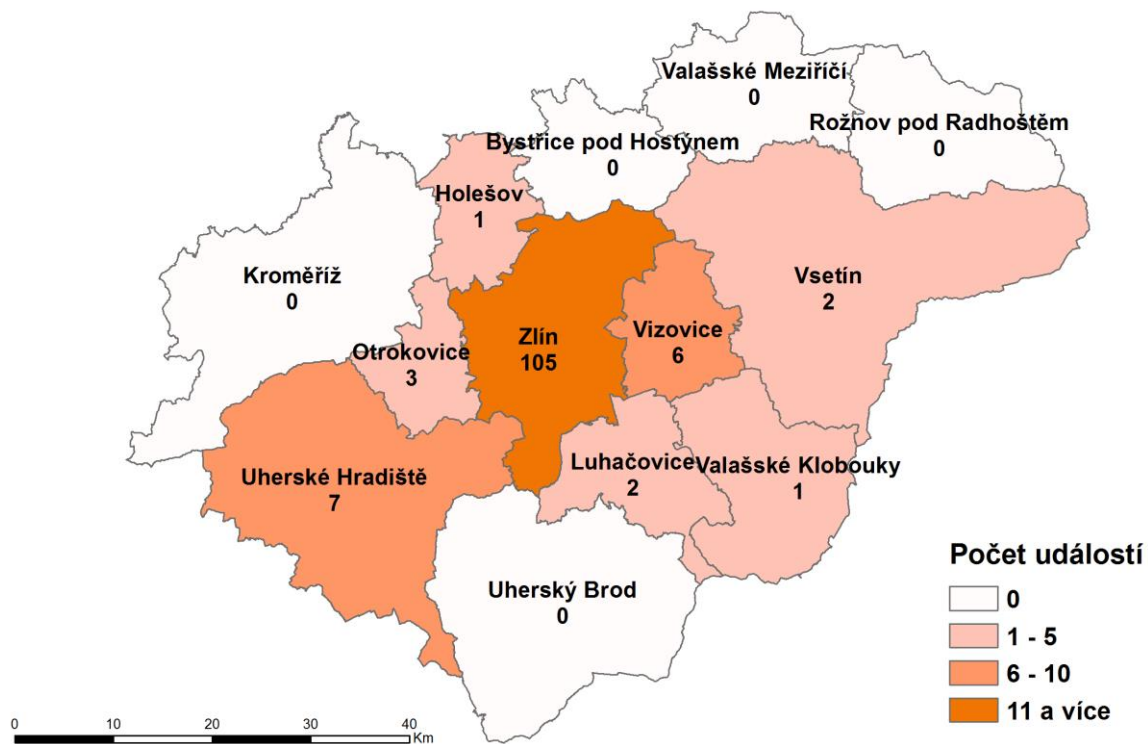 Valašské Meziříčí
0
Rožnov pod Radhoštěm
0
Bystřice pod Hostýnem
0
Holešov
1
Kroměříž
0
Vsetín
2
Zlín
105
Vizovice
6
Otrokovice
3
Uherské Hradiště
7
Luhačovice
2
Valašské Klobouky
1
Uherský Brod
0
Počet událostí
0
1 - 5
6 - 10
11 a více
0 10 20 30 40
Km